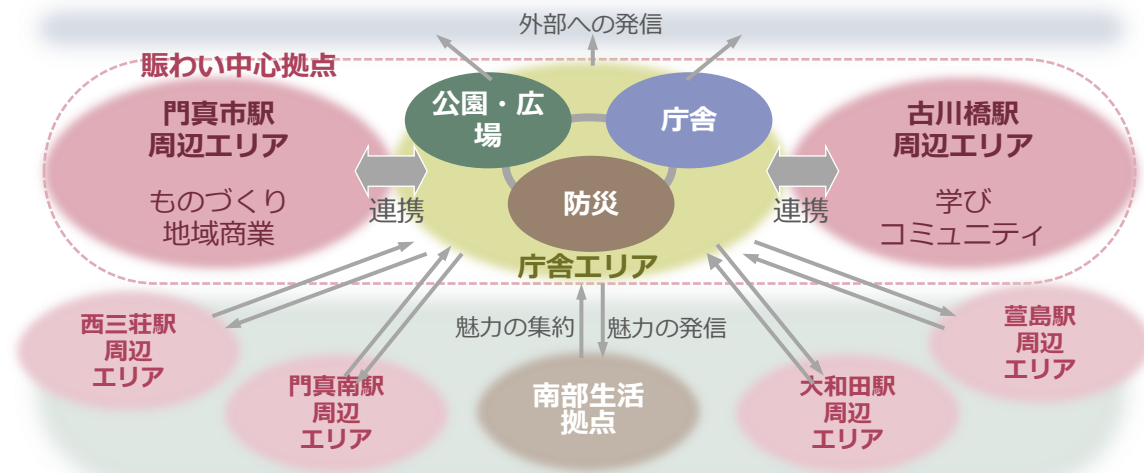 外部への発信
賑わい中心拠点
門真市駅
周辺エリア
ものづくり
地域商業
公園・広
場
庁舎
防災
庁舎エリア
連携
連携
古川橋駅
周辺エリア
学び
コミュニティ
魅力の集約
魅力の発信
西三荘駅
周辺
エリア
門真南駅
周辺
エリア
南部生活
拠点
大和田駅
周辺
エリア
萱島駅
周辺
エリア